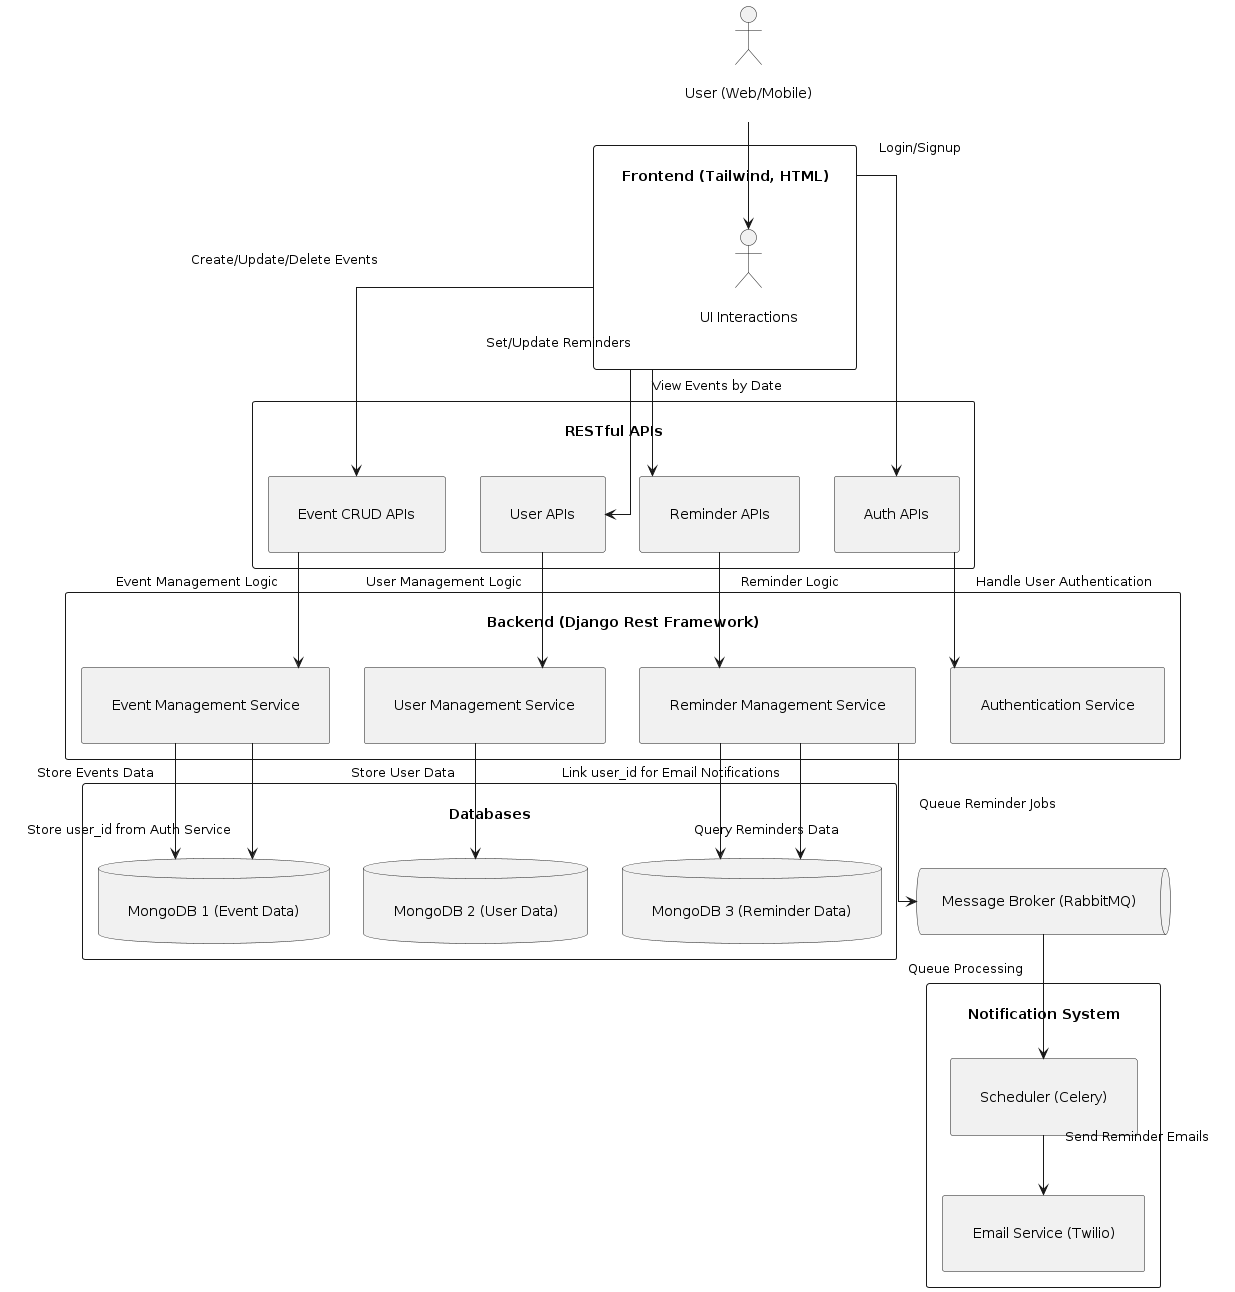 User (Web/Mobile)
Login/Signup
Frontend (Tailwind, HTML)
Create/Update/Delete Events
UI Interactions
Set/Update Reminders
View Events by Date
RESTful APIs
Event CRUD APIs
User APIs
Reminder APIs
Auth APIs
Event Management Logic
User Management Logic
Reminder Logic
Handle User Authentication
Backend (Django Rest Framework)
Event Management Service
User Management Service
Reminder Management Service
Authentication Service
Store Events Data
Store User Data
Link user_id for Email Notifications
Queue Reminder Jobs
Databases
Store user_id from Auth Service
Query Reminders Data
MongoDB 1 (Event Data)
MongoDB 2 (User Data)
MongoDB 3 (Reminder Data)
Message Broker (RabbitMQ)
Queue Processing
Notification System
Scheduler (Celery)
Send Reminder Emails
Email Service (Twilio)